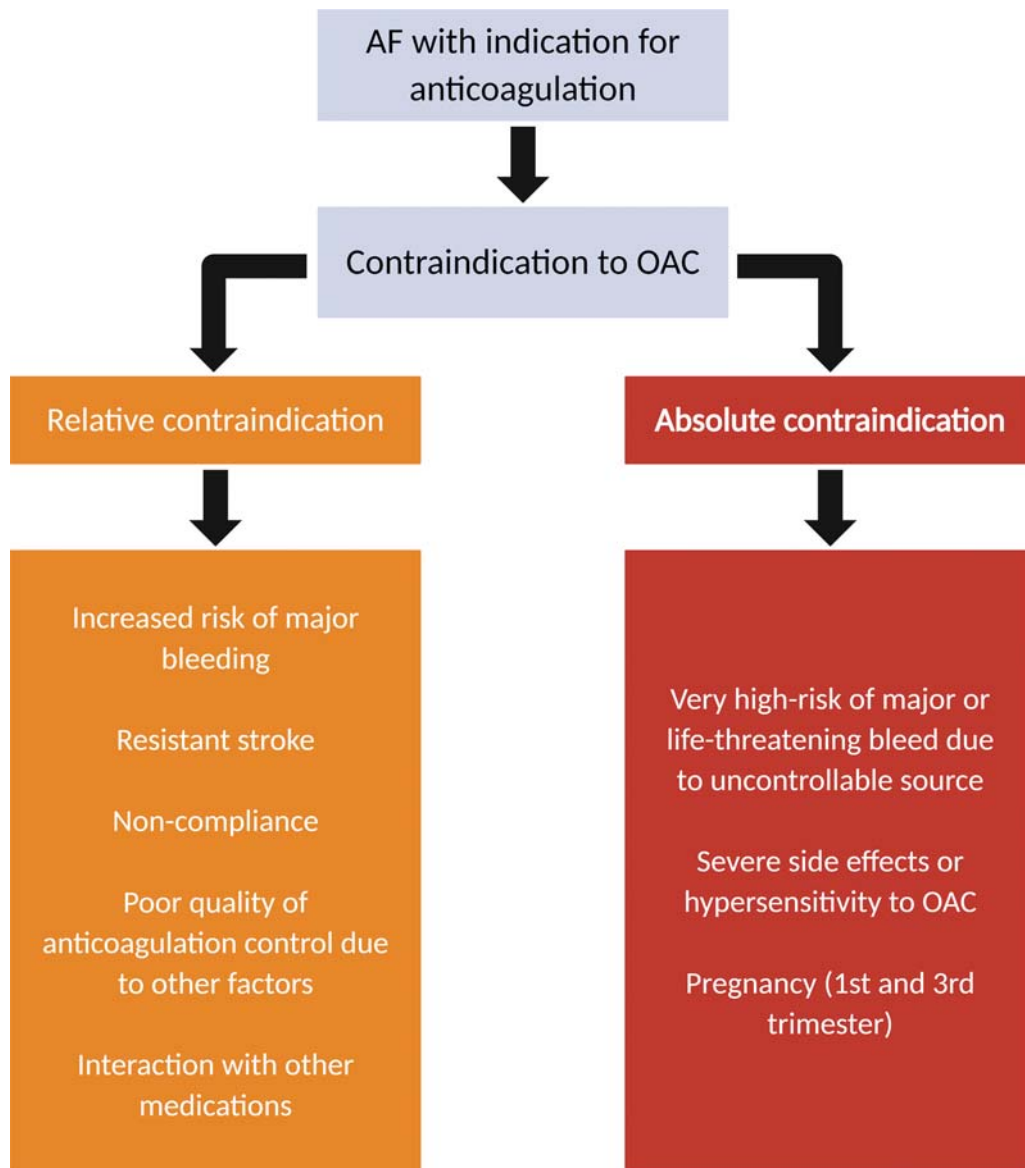 AF with indication for
anticoagulation
Contraindication to OAC
Relative contraindication
Absolute contraindication
Increased risk of major
bleeding
Resistant stroke
Non-compliance
Poor quality of
anticoagulation control due
to other factors
Interaction with other
medications
Very high-risk of major or
life-threatening bleed due
to uncontrollable source
Severe side effects or
hypersensitivity to OAC
Pregnancy (1st and 3rd
trimester)